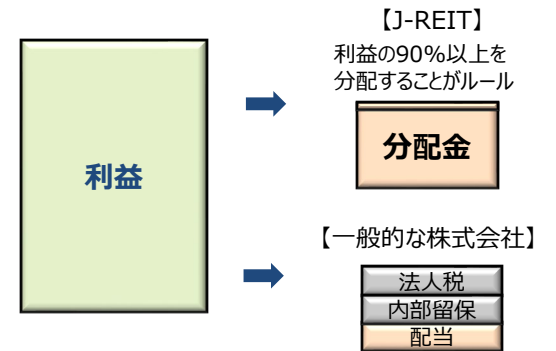 利益
【J-REIT】
利益の90%以上を
分配することがルール
分配金
【一般的な株式会社】
法人税
内部留保
配当